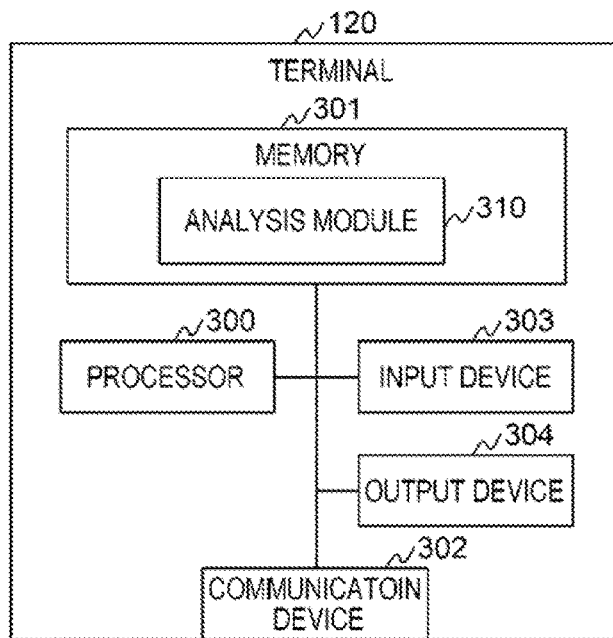 120
TERMINAL
301
MEMORY
ANALYSIS MODULE
310
300
PROCESSOR
303
INPUT DEVICE
304
OUTPUT DEVICE
302
COMMUNICATOIN
DEVICE